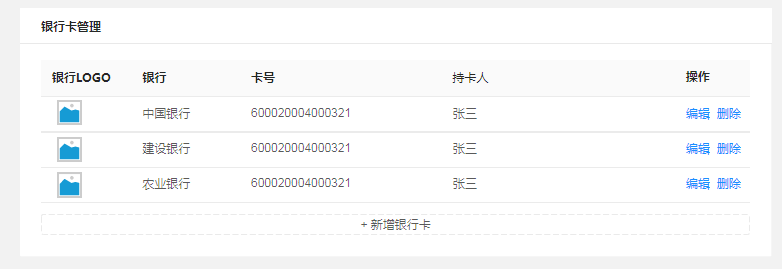 银行卡管理
银行LOGO 银行 卡号 持卡人 操作
中国银行 600020004000321 张三 编辑 删除
建设银行 600020004000321 张三 编辑 删除
农业银行 600020004000321 张三 编辑 删除
+ 新增银行卡